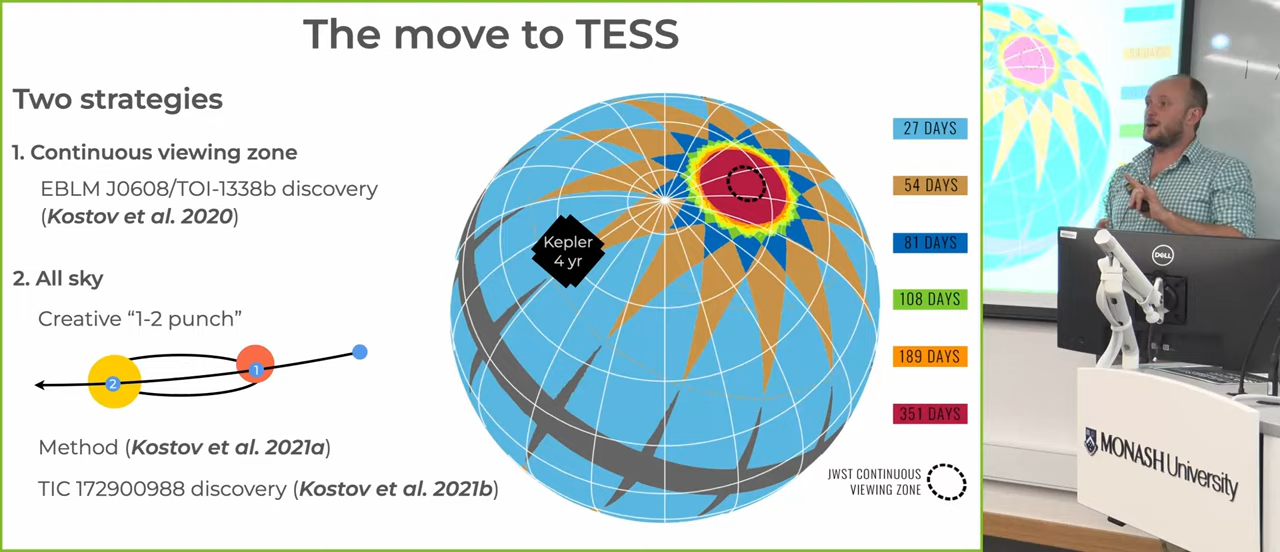 The move to TESS
Two strategies
1. Continuous viewing zone
EBLM J0608/TOI-1338b discovery
(Kostov et al. 2020)
2. All sky
Creative “1-2 punch”
2
1
Method (Kostov et al. 2021a)
TIC 172900988 discovery (Kostov et al. 2021b)
Kepler
4 yr
27 DAYS
54 DAYS
81 DAYS
108 DAYS
189 DAYS
351 DAYS
JWST CONTINUOUS
VIEWING ZONE
DELL
MONASH University